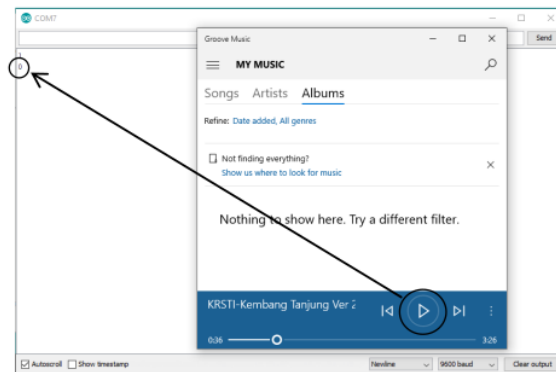 COM7
Send
0
Groove Music
MY MUSIC
Songs Artists Albums
Refine: Date added, All genres
Not finding everything?
Show us where to look for music
Nothing to show here. Try a different filter.
KRSTI-Kembang Tanjung Ver 2
0:36 3:26
Autoscroll Show timestamp Newline 9600 baud Clear output